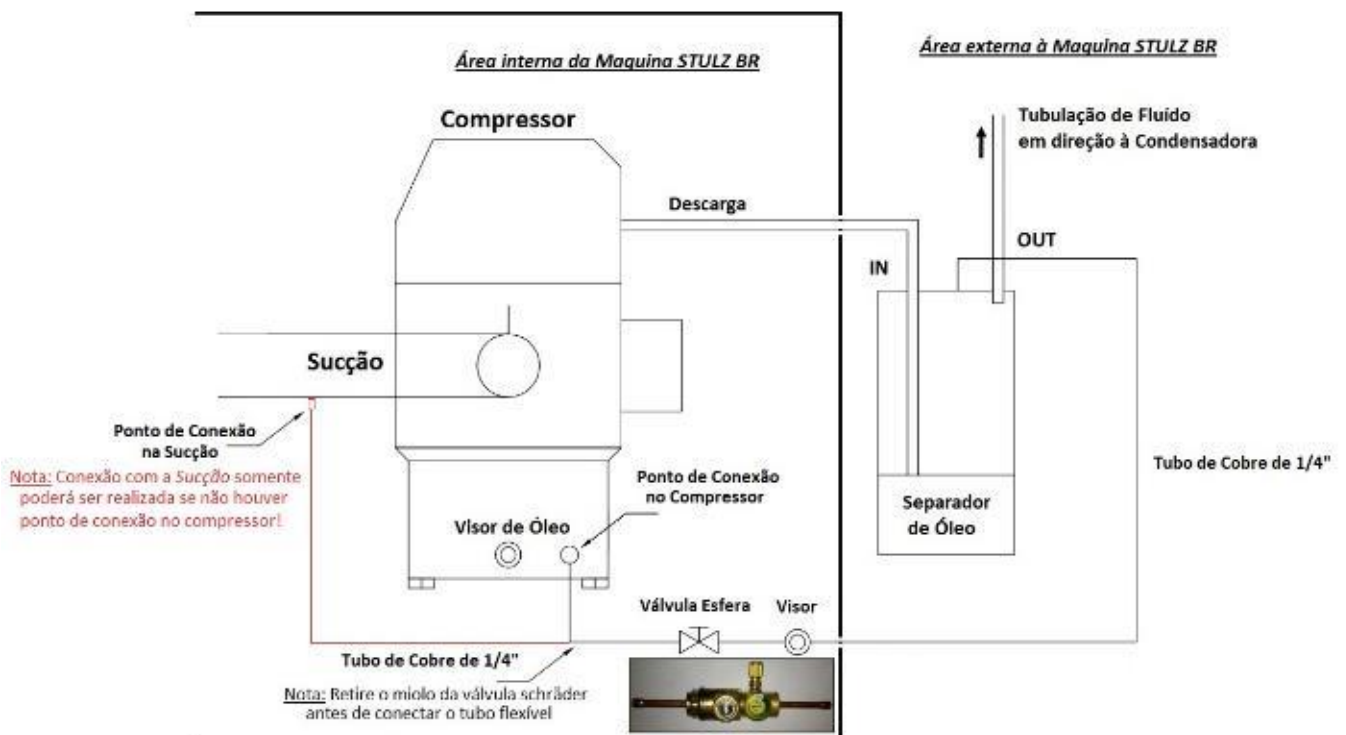 Área interna da Maquina STULZ BR
Área externa à Maquina STULZ BR
Compressor
Tubulação de Fluído
em direção à Condensadora
Descarga
OUT
IN
Sucção
Ponto de Conexão
na Sucção
Nota: Conexão com a Sucção somente
poderá ser realizada se não houver
ponto de conexão no compressor!
Ponto de Conexão
no Compressor
Visor de Óleo
Separador
de Óleo
Tubo de Cobre de 1/4"
Válvula Esfera
Visor
Tubo de Cobre de 1/4"
Nota: Retire o miolo da válvula schräder
antes de conectar o tubo flexível